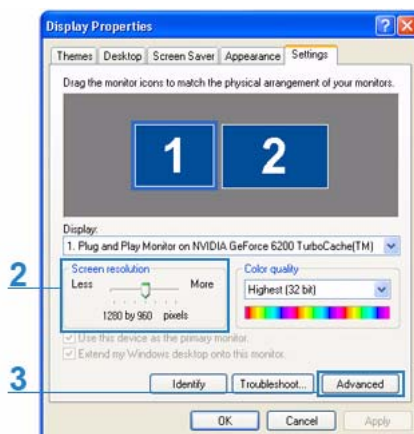 Display Properties
Themes Desktop Screen Saver Appearance Settings
Drag the monitor icons to match the physical arrangement of your monitors.
1 2
Display:
1. Plug and Play Monitor on NVIDIA GeForce 6200 TurboCache(TM)
2
Screen resolution
Less More
1280 by 960 pixels
Color quality
Highest (32 bit)
Use this device as the primary monitor.
Extend my Windows desktop onto this monitor.
3
Identify Troubleshoot... Advanced
OK Cancel Apply